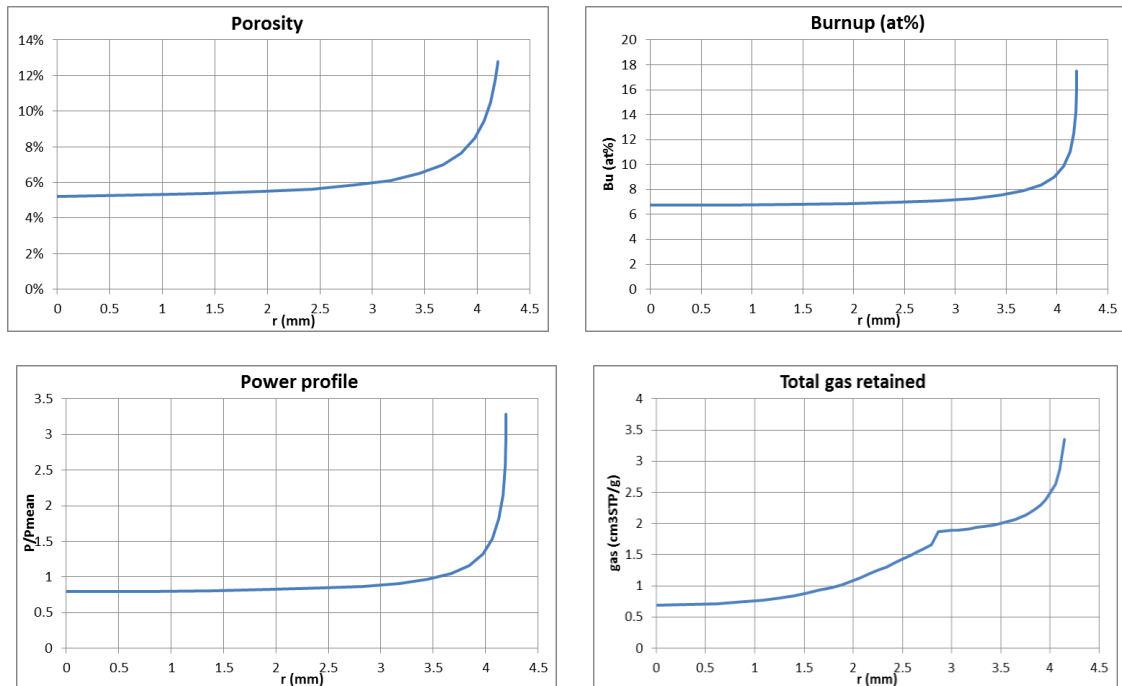 Porosity
14%
12%
10%
8%
6%
4%
2%
0%
0 0.5 1 1.5 2 2.5 3 3.5 4 4.5
r (mm)
Burnup (at%)
Bu (at%)
20
18
16
14
12
10
8
6
4
2
0
0 0.5 1 1.5 2 2.5 3 3.5 4 4.5
r (mm)
Power profile
P/Pmean
3.5
3
2.5
2
1.5
1
0.5
0
0 0.5 1 1.5 2 2.5 3 3.5 4 4.5
r (mm)
Total gas retained
gas (cm3STP/g)
4
3.5
3
2.5
2
1.5
1
0.5
0
0 0.5 1 1.5 2 2.5 3 3.5 4 4.5
r (mm)